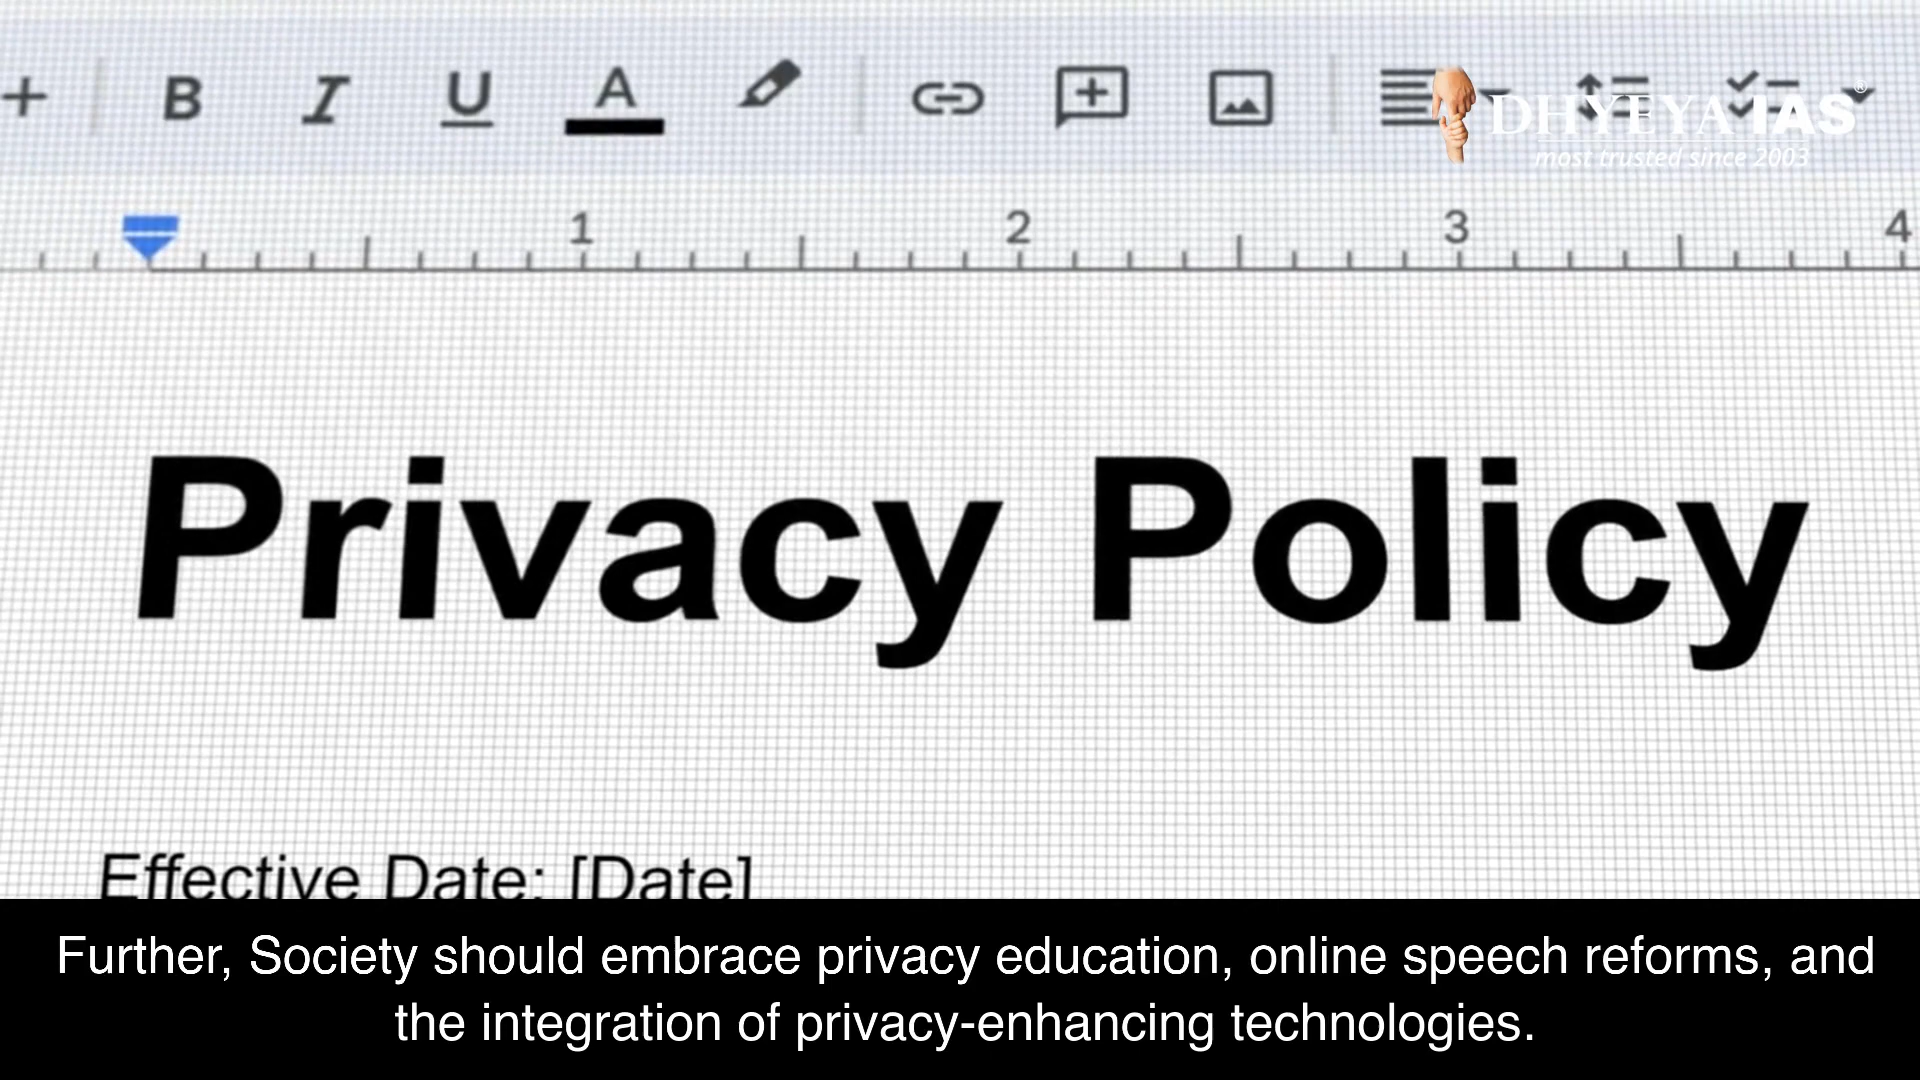 B I U A
DHYEYA IAS®
most trusted since 2003
1 2 3 4
Privacy Policy
Effective Date: [Date]
Further, Society should embrace privacy education, online speech reforms, and
the integration of privacy-enhancing technologies.